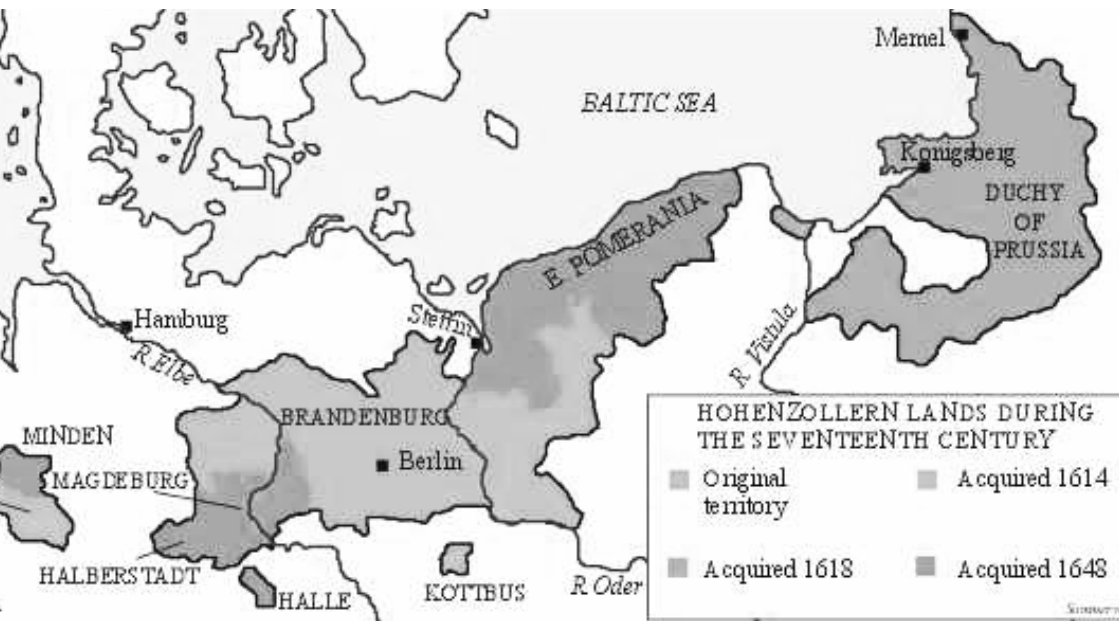 Memel
BALTIC SEA
Konigsberg
DUCHY
OF
PRUSSIA
E. POMERANIA
Stettin
Hamburg
R Elbe
R Vistula
BRANDENBURG
MINDEN
Berlin
MAGDEBURG
HALBERSTADT
HALLE
KOTTBUS
R Oder
HOHENZOLLERN LANDS DURING
THE SEVENTEENTH CENTURY
Original
territory
Acquired 1614
Acquired 1618
Acquired 1648